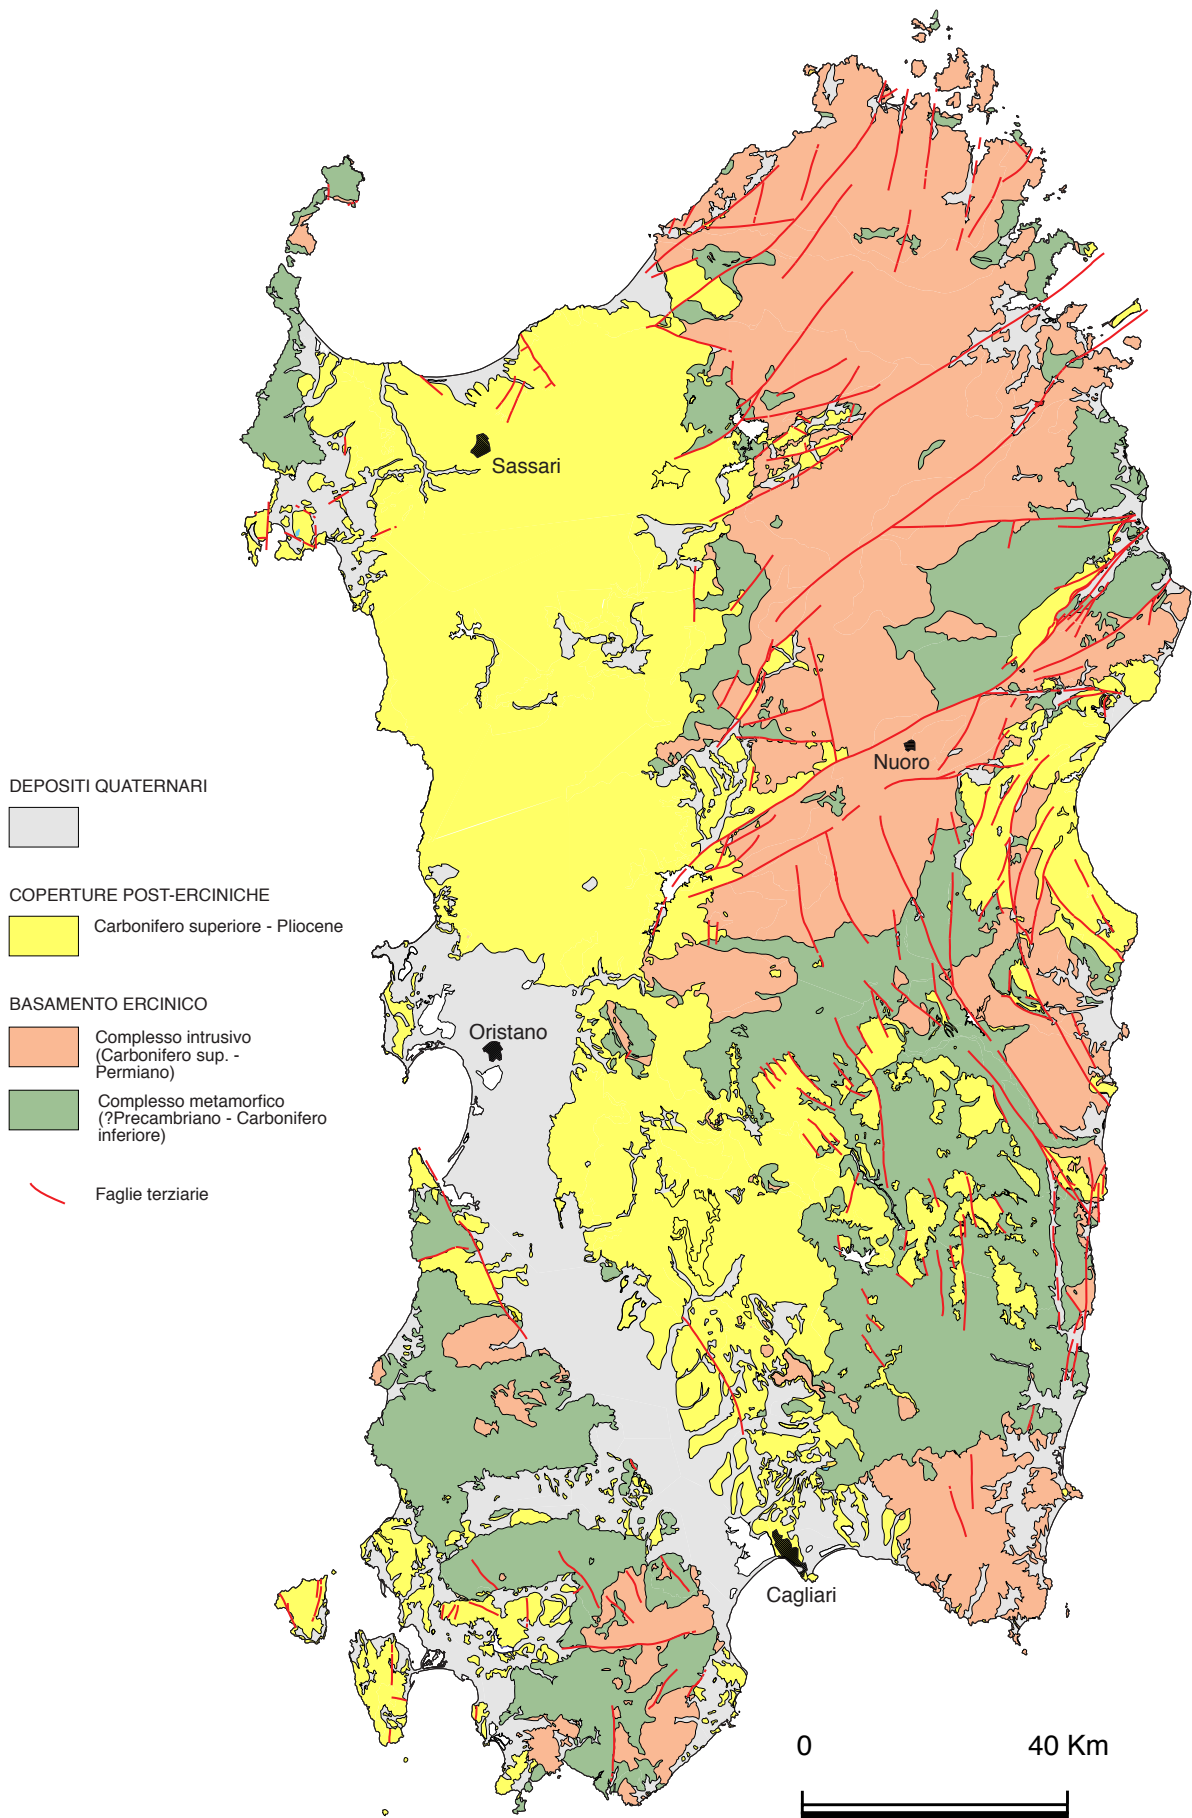 Sassari
Nuoro
DEPOSITI QUATERNARI
COPERTURE POST-ERCINICHE
Carbonifero superiore - Pliocene
BASAMENTO ERCINICO
Complesso intrusivo
(Carbonifero sup. -
Permiano)
Complesso metamorfico
(?Precambriano - Carbonifero
inferiore)
Faglie terziarie
Oristano
Cagliari
0 40 Km